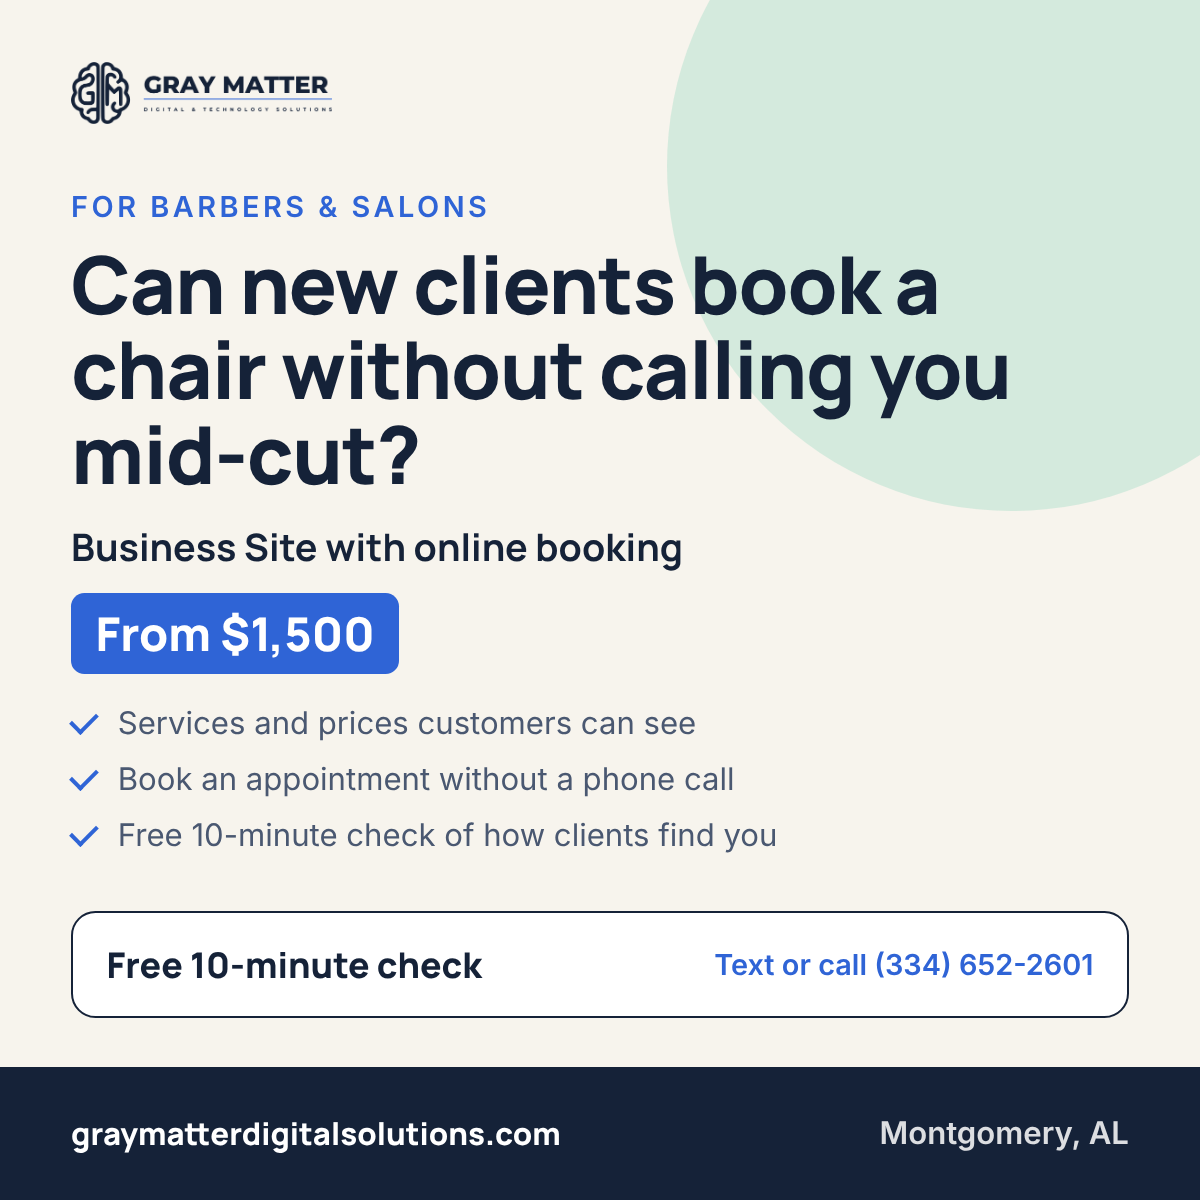 GM
GRAY MATTER
DIGITAL & TECHNOLOGY SOLUTIONS
FOR BARBERS & SALONS
Can new clients book a
chair without calling you
mid-cut?
Business Site with online booking
From $1,500
Services and prices customers can see
Book an appointment without a phone call
Free 10-minute check of how clients find you
Free 10-minute check
Text or call (334) 652-2601
graymatterdigitalsolutions.com
Montgomery, AL